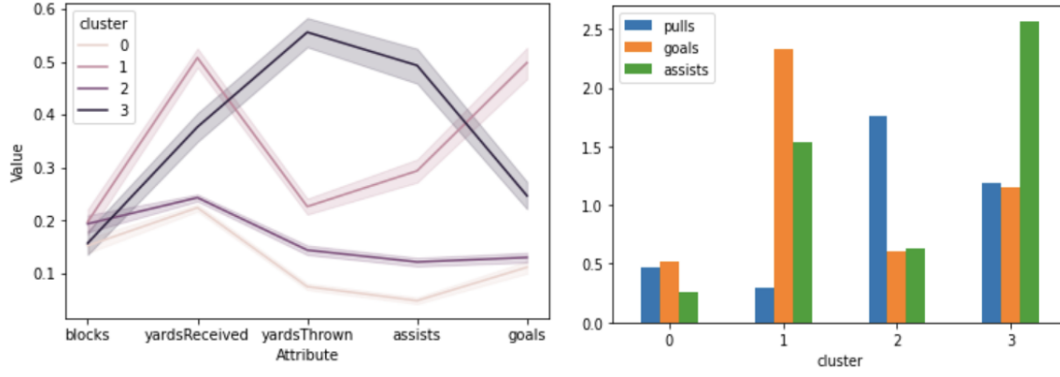 0.6
0.5
0.4
0.3
0.2
0.1
Value
cluster
0
1
2
3
blocks yardsReceived yardsThrown assists goals
Attribute
2.5
2.0
1.5
1.0
0.5
0.0
pulls
goals
assists
0 1 2 3
cluster